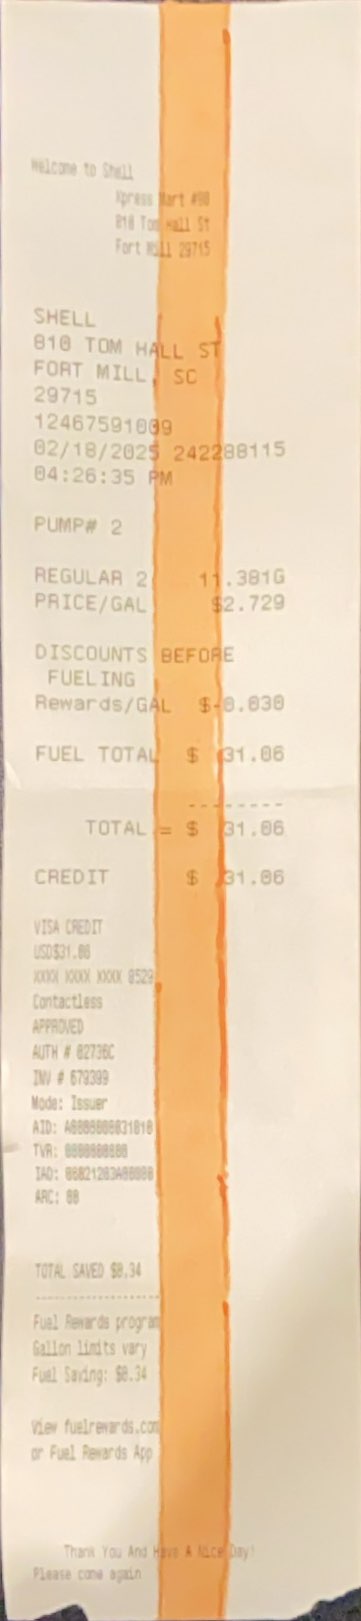 Welcome to Shell
Xpress Mart #90
810 Tom Hall St
Fort Mill 29715
SHELL
810 TOM HALL ST
FORT MILL, SC
29715
12467591009
02/18/2025 242288115
04:26:35 PM
PUMP# 2
REGULAR 2 11.381G
PRICE/GAL $2.729
DISCOUNTS BEFORE
FUELING
Rewards/GAL $-0.030
FUEL TOTAL $ 31.06
--------
TOTAL = $ 31.06
CREDIT $ 31.06
VISA CREDIT
USD$31.06
XXXX XXXX XXXX 8529
Contactless
APPROVED
AUTH # 02736C
INV # 679399
Mode: Issuer
AID: A0000000031010
TVR: 0000000000
IAD: 06021203A00000
ARC: 00
TOTAL SAVED $0.34
--------------------
Fuel Rewards program
Gallon limits vary
Fuel Saving: $0.34
View fuelrewards.com
or Fuel Rewards App
Thank You And Have A Nice Day!
Please come again